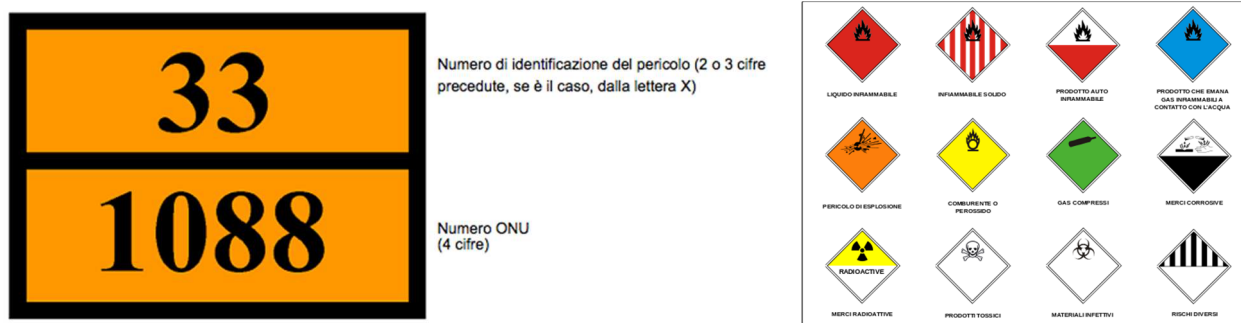 33
1088
Numero di identificazione del pericolo (2 o 3 cifre
precedute, se è il caso, dalla lettera X)
Numero ONU
(4 cifre)
LIQUIDO INFIAMMABILE
INFIAMMABILE SOLIDO
PRODOTTO AUTO
INFIAMMABILE
PRODOTTO CHE EMANA
GAS INFIAMMABILI A
CONTATTO CON L'ACQUA
PERICOLO DI ESPLOSIONE
COMBURENTE O
PEROSSIDO
GAS COMPRESSI
MERCI CORROSIVE
RADIOACTIVE
MERCI RADIOATTIVE
PRODOTTI TOSSICI
MATERIALI INFETTIVI
RISCHI DIVERSI